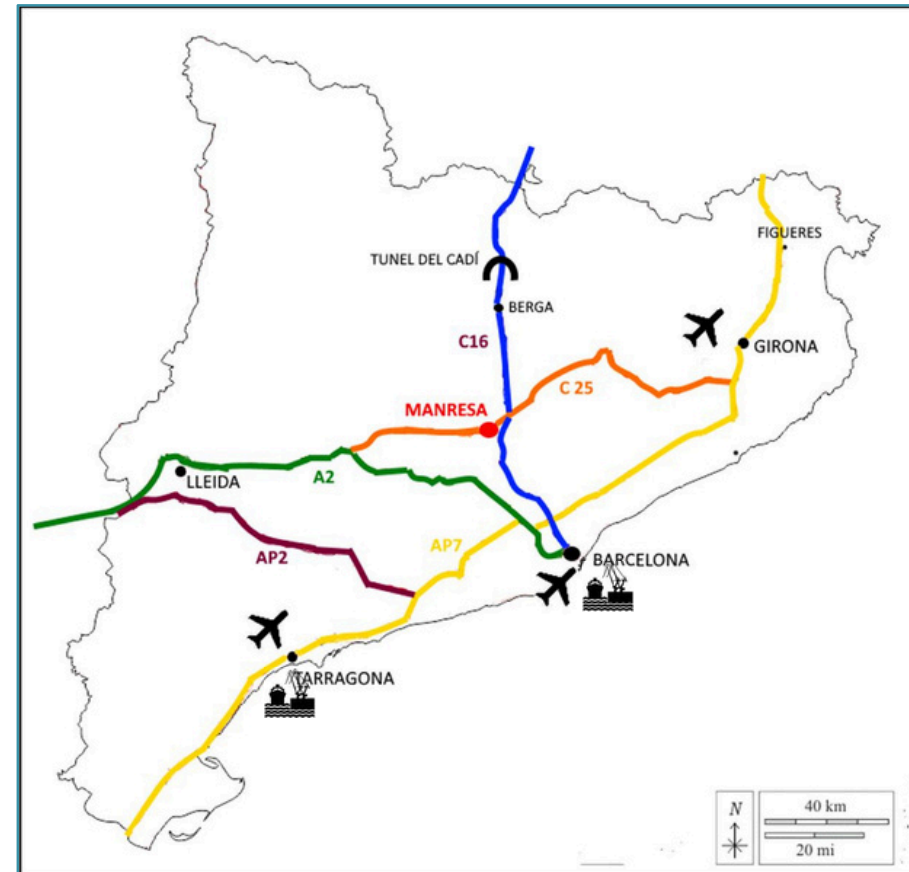 FIGUERES
TUNEL DEL CADÍ
BERGA
C16
GIRONA
C 25
MANRESA
A2
LLEIDA
AP7
AP2
BARCELONA
TARRAGONA
N
40 km
20 mi